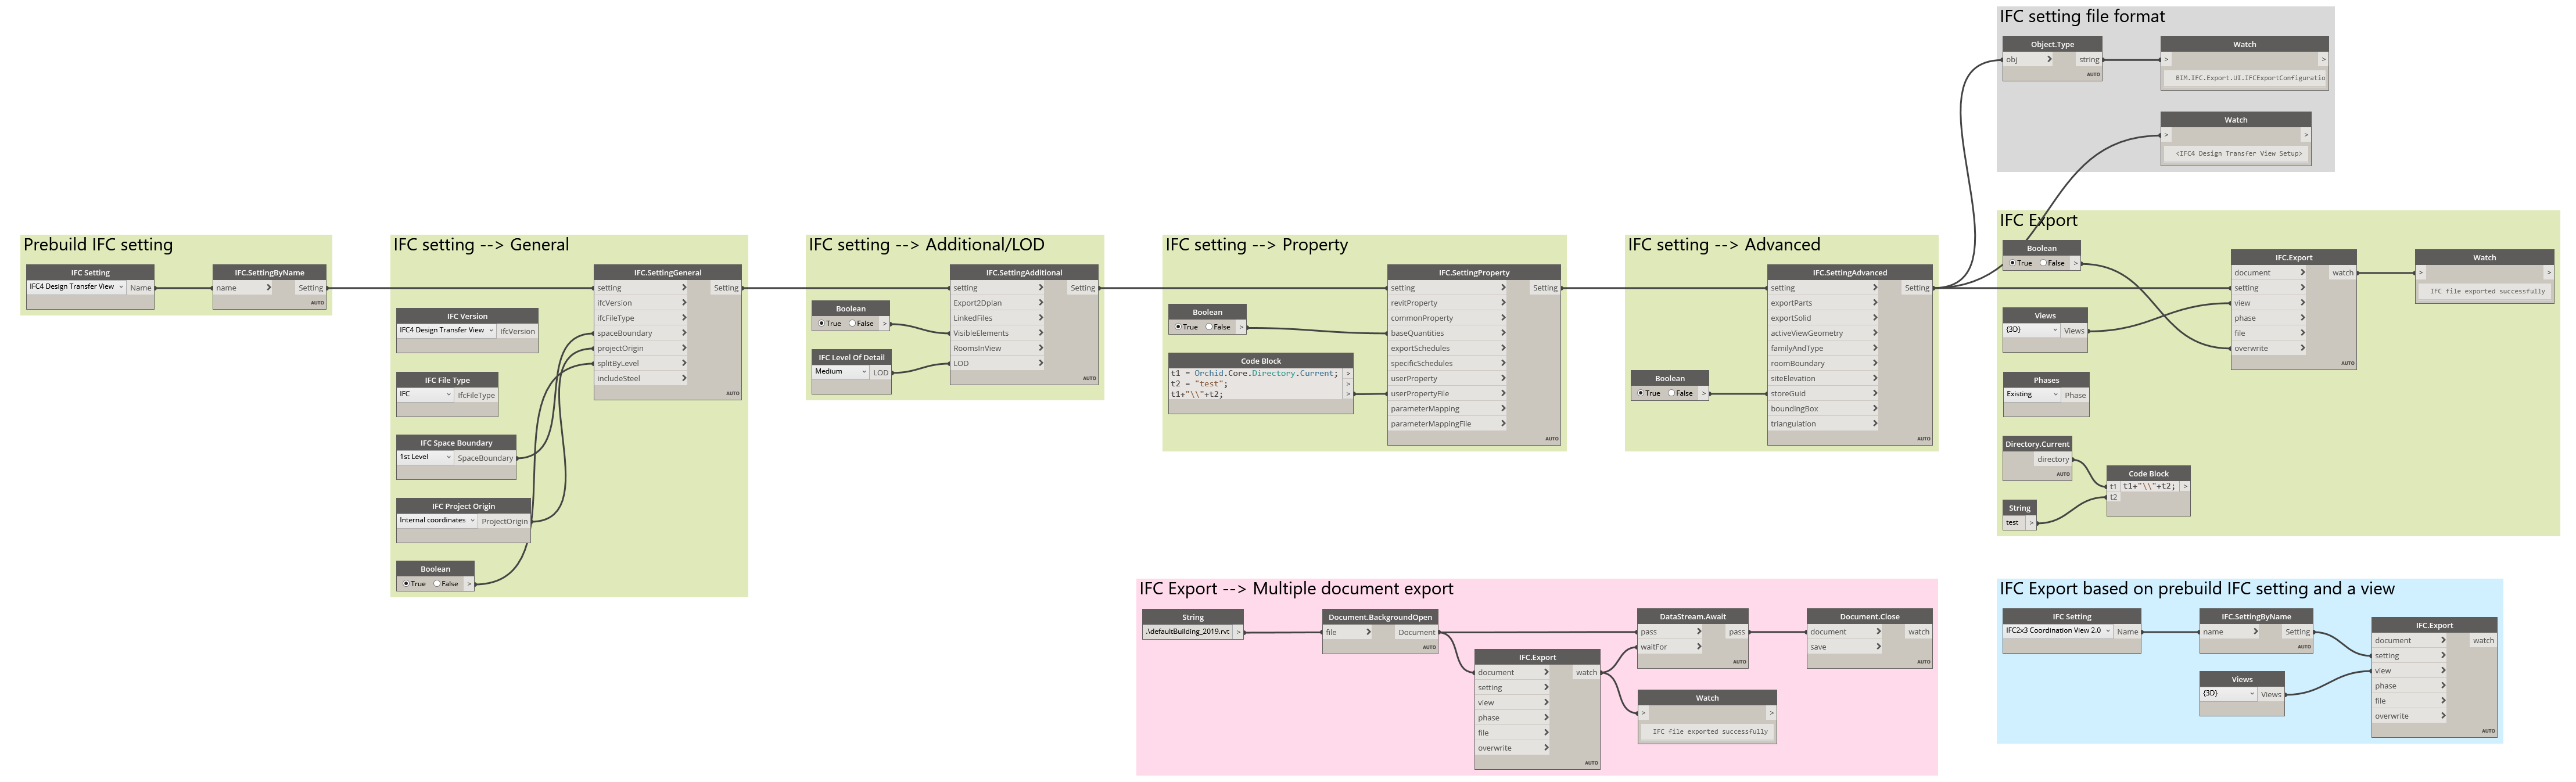 IFC setting file format
Object.Type
obj >
string
AUTO
Watch
> >
BIM.IFC.Export.UI.IFCExportConfiguratio
Watch
> >
<IFC4 Design Transfer View Setup>
Prebuild IFC setting
IFC Setting
IFC4 Design Transfer View Name
IFC.SettingByName
name > Setting
AUTO
IFC setting --> General
IFC Version
IFC4 Design Transfer View IfcVersion
IFC File Type
IFC IfcFileType
IFC Space Boundary
1st Level SpaceBoundary
IFC Project Origin
Internal coordinates ProjectOrigin
Boolean
True False >
IFC.SettingGeneral
setting > Setting
ifcVersion >
ifcFileType >
spaceBoundary >
projectOrigin >
splitByLevel >
includeSteel >
AUTO
IFC setting --> Additional/LOD
Boolean
True False >
IFC Level Of Detail
Medium LOD
IFC.SettingAdditional
setting > Setting
Export2Dplan >
LinkedFiles >
VisibleElements >
RoomsInView >
LOD >
AUTO
IFC setting --> Property
Boolean
True False >
Code Block
t1 = Orchid.Core.Directory.Current; >
t2 = "test"; >
t1+"\\"+t2; >
IFC.SettingProperty
setting > Setting
revitProperty >
commonProperty >
baseQuantities >
exportSchedules >
specificSchedules >
userProperty >
userPropertyFile >
parameterMapping >
parameterMappingFile >
AUTO
IFC setting --> Advanced
Boolean
True False >
IFC.SettingAdvanced
setting > Setting
exportParts >
exportSolid >
activeViewGeometry >
familyAndType >
roomBoundary >
siteElevation >
storeGuid >
boundingBox >
triangulation >
AUTO
IFC Export
Boolean
True False >
Views
{3D} Views
Phases
Existing Phase
Directory.Current
directory
AUTO
String
test >
Code Block
t1 t1+"\\"+t2; >
t2
IFC.Export
document > watch
setting >
view >
phase >
file >
overwrite >
AUTO
Watch
> >
IFC file exported successfully
IFC Export --> Multiple document export
String
.\defaultBuilding_2019.rvt >
Document.BackgroundOpen
file > Document
AUTO
IFC.Export
document > watch
setting >
view >
phase >
file >
overwrite >
AUTO
DataStream.Await
pass > pass
waitFor >
AUTO
Watch
> >
IFC file exported successfully
Document.Close
document > watch
save >
AUTO
IFC Export based on prebuild IFC setting and a view
IFC Setting
IFC2x3 Coordination View 2.0 Name
IFC.SettingByName
name > Setting
AUTO
Views
{3D} Views
IFC.Export
document > watch
setting >
view >
phase >
file >
overwrite >
AUTO